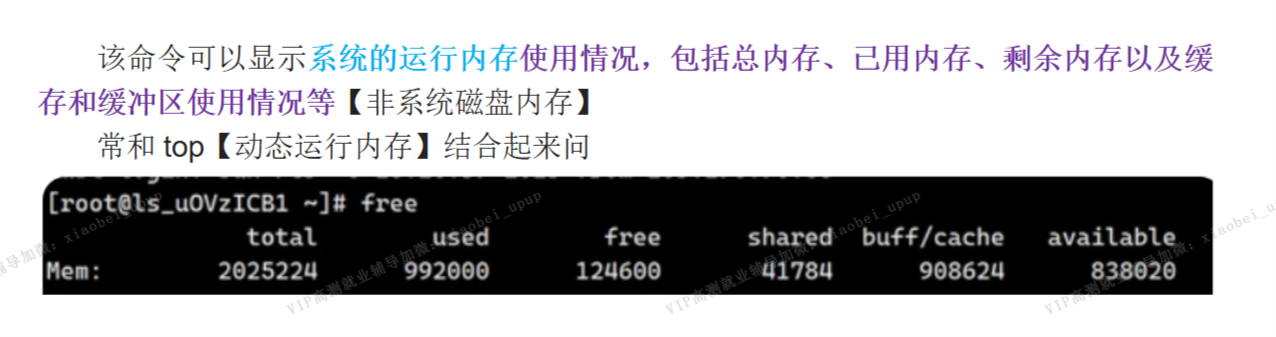 该命令可以显示系统的运行内存使用情况，包括总内存、已用内存、剩余内存以及缓
存和缓冲区使用情况等【非系统磁盘内存】
常和 top【动态运行内存】结合起来问
[root@ls_uOVzICB1 ~]# free
total used free shared buff/cache available
Mem: 2025224 992000 124600 41784 908624 838020
辅导加微：xiaobei_upup
VIP高测就业辅导加微：xiaobei_upup
VIP高测就业辅导加微：xiaobei_upup
VIP高测就业辅导加微：xiaobei_upup